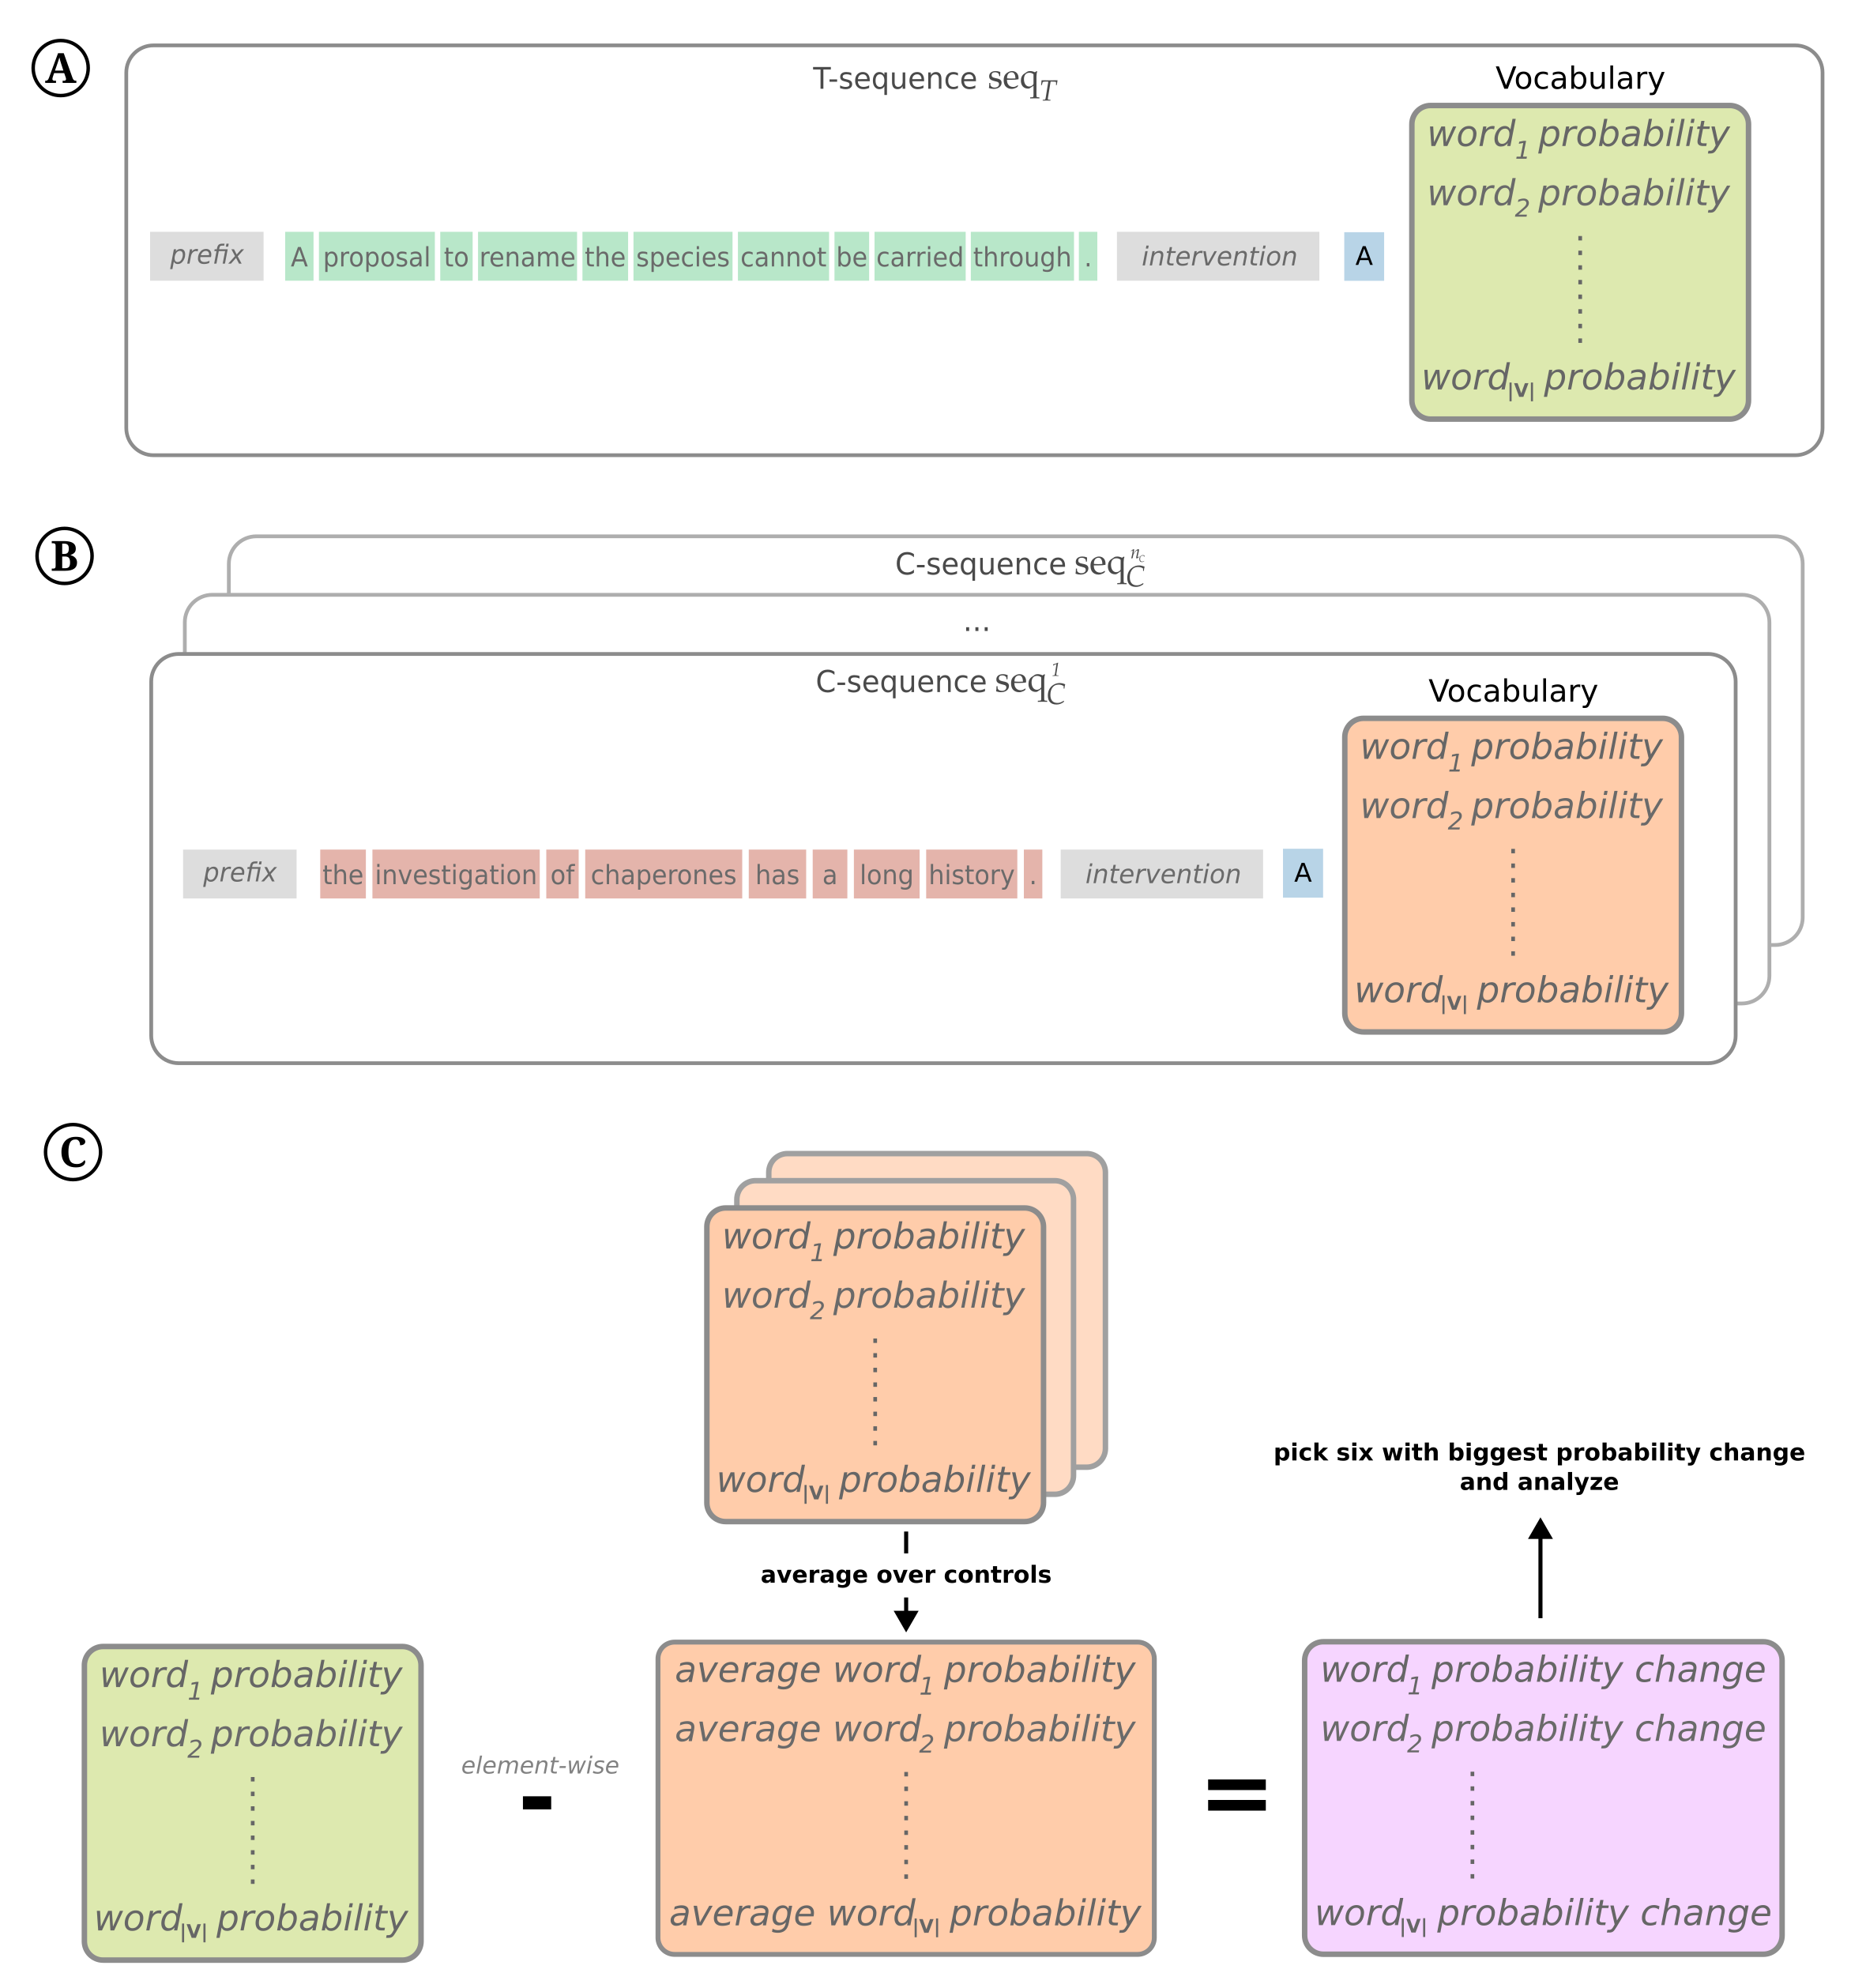 A
T-sequence seq_T
Vocabulary
word_1 probability
word_2 probability
prefix A proposal to rename the species cannot be carried through . intervention A
word_|V| probability
B
C-sequence seq_C^{n_C}
...
C-sequence seq_C^1
Vocabulary
word_1 probability
word_2 probability
prefix the investigation of chaperones has a long history . intervention A
word_|V| probability
C
word_1 probability
word_2 probability
word_|V| probability
pick six with biggest probability change
and analyze
average over controls
word_1 probability
word_2 probability
word_|V| probability
element-wise
-
average word_1 probability
average word_2 probability
average word_|V| probability
=
word_1 probability change
word_2 probability change
word_|V| probability change